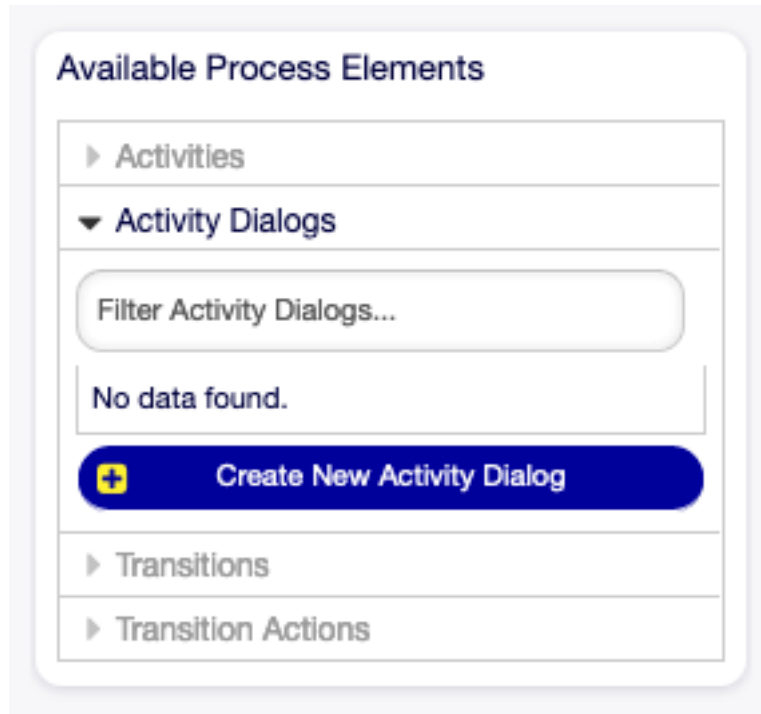 Available Process Elements
Activities
Activity Dialogs
Filter Activity Dialogs...
No data found.
Create New Activity Dialog
Transitions
Transition Actions